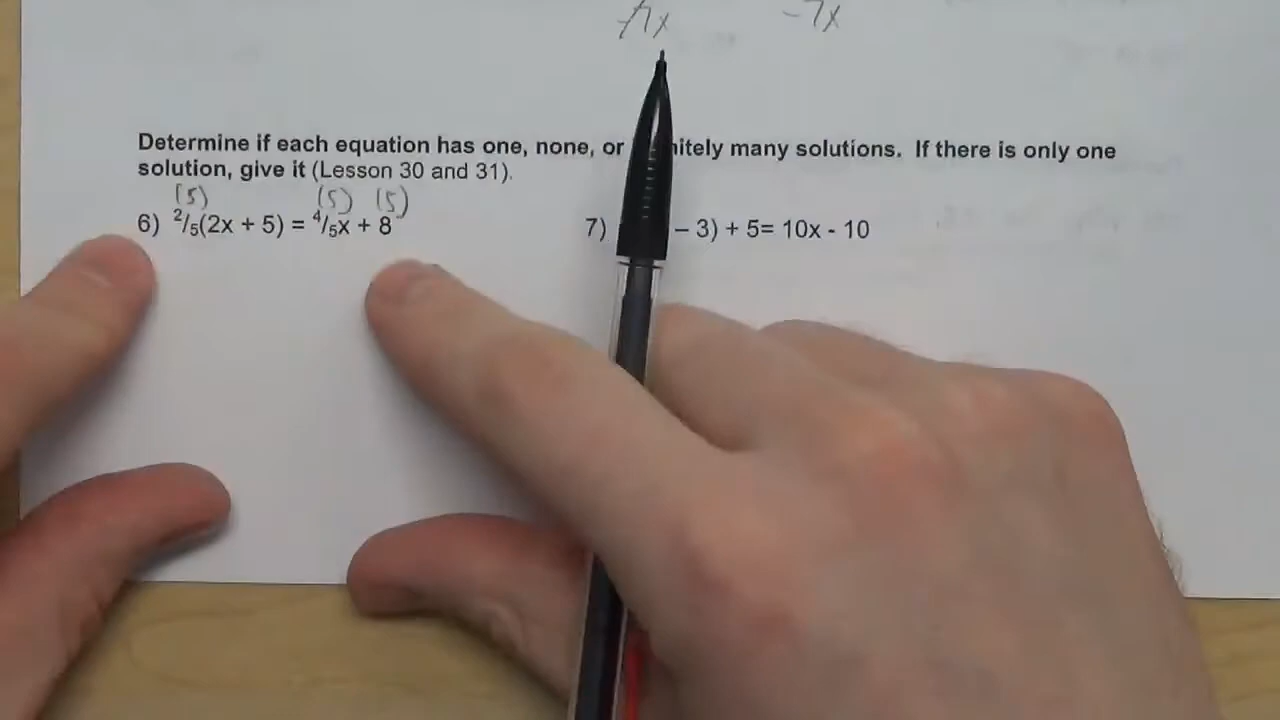 -7x -7x
Determine if each equation has one, none, or nitely many solutions. If there is only one
solution, give it (Lesson 30 and 31).
(5) (5) (5)
6) ²/₅(2x + 5) = ⁴/₅x + 8 7) – 3) + 5= 10x - 10